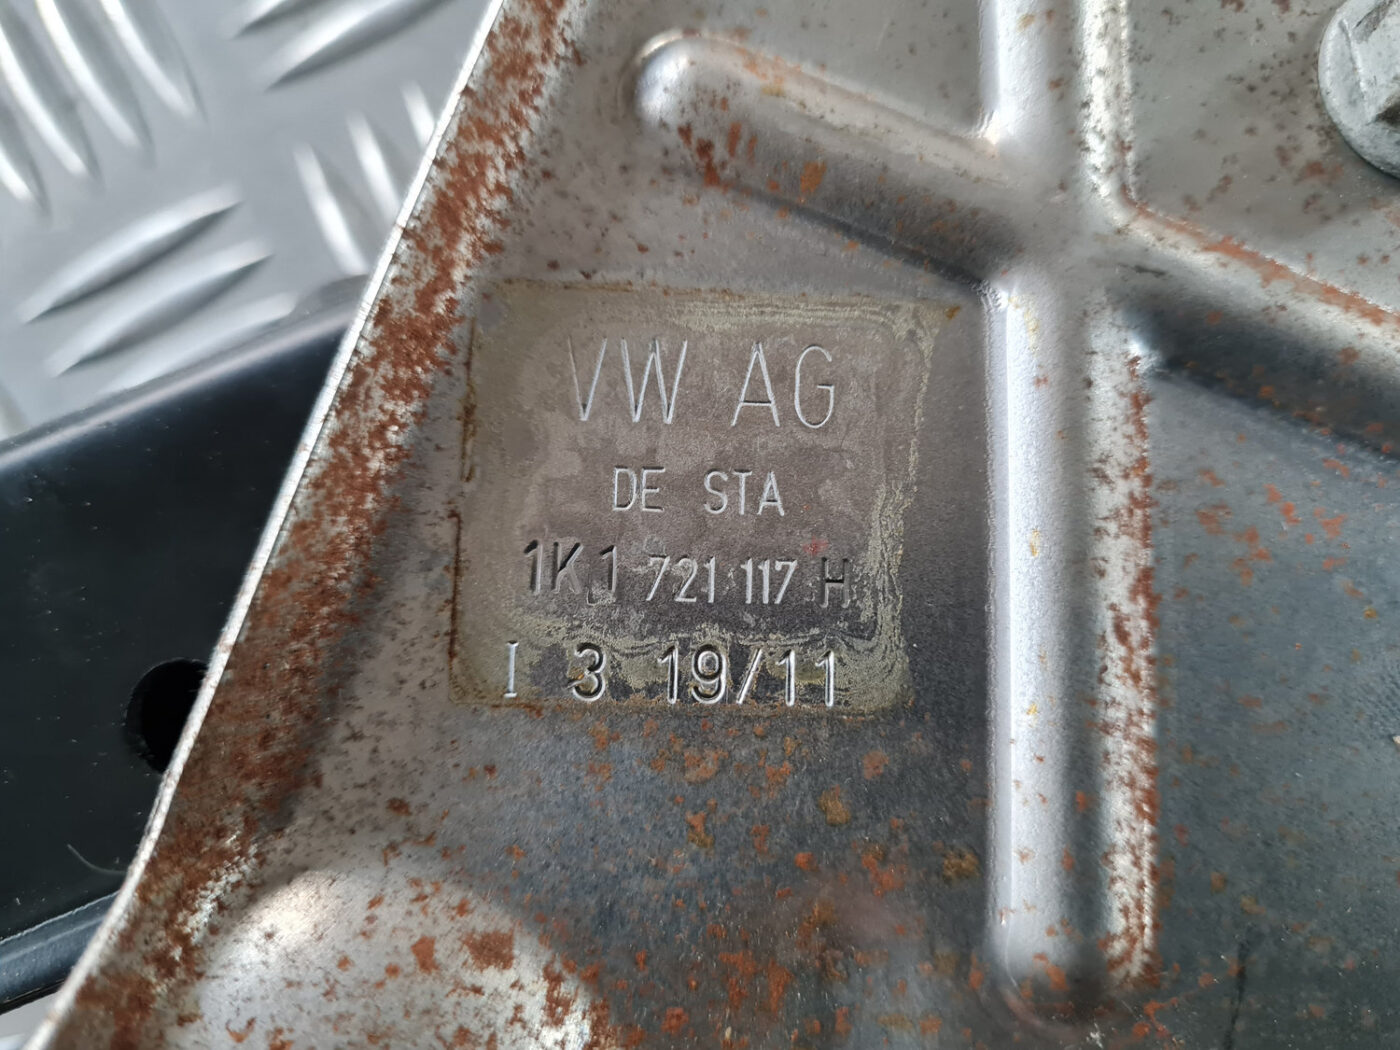 VW AG
DE STA
1K1 721 117 H
I 3 19/11